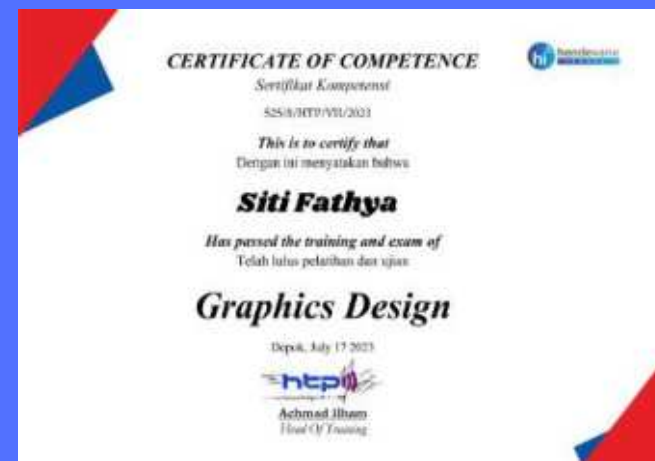 CERTIFICATE OF COMPETENCE
Sertifikat Kompetensi
This is to certify that
Dengan ini menyatakan bahwa
Siti Fathya
Has passed the training and exam of
Telah lulus pelatihan dan ujian
Graphics Design
Depok, July 17 2023
htp
Achmad Ilham
Head Of Training